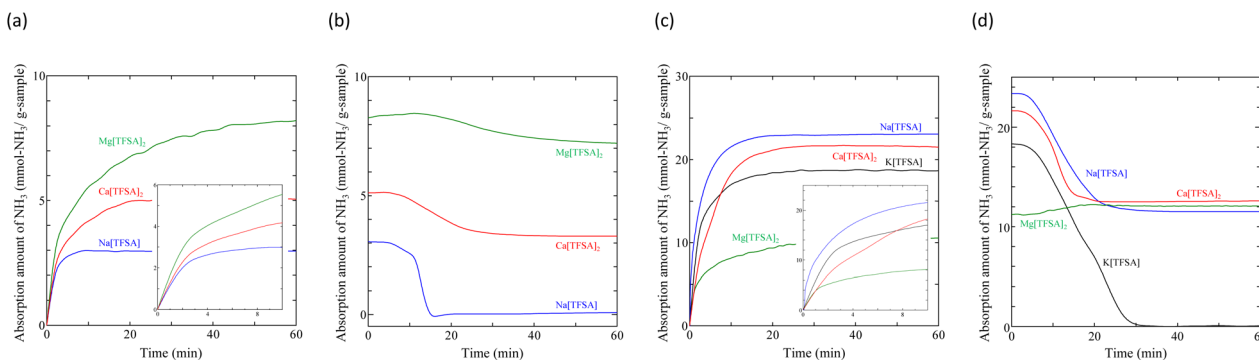 (a)
(b)
(c)
(d)
Absorption amount of NH3 (mmol-NH3/ g-sample)
10
5
0
Mg[TFSA]2
Ca[TFSA]2
Na[TFSA]
6
4
2
0
0
4
8
0
20
40
60
Time (min)
Absorption amount of NH3 (mmol-NH3/ g-sample)
10
5
0
Mg[TFSA]2
Ca[TFSA]2
Na[TFSA]
0
20
40
60
Time (min)
Absorption amount of NH3 (mmol-NH3/ g-sample)
30
20
10
0
Na[TFSA]
Ca[TFSA]2
K[TFSA]
Mg[TFSA]2
20
10
0
0
4
8
0
20
40
60
Time (min)
Absorption amount of NH3 (mmol-NH3/ g-sample)
20
10
0
Na[TFSA]
Ca[TFSA]2
Mg[TFSA]2
K[TFSA]
0
20
40
60
Time (min)